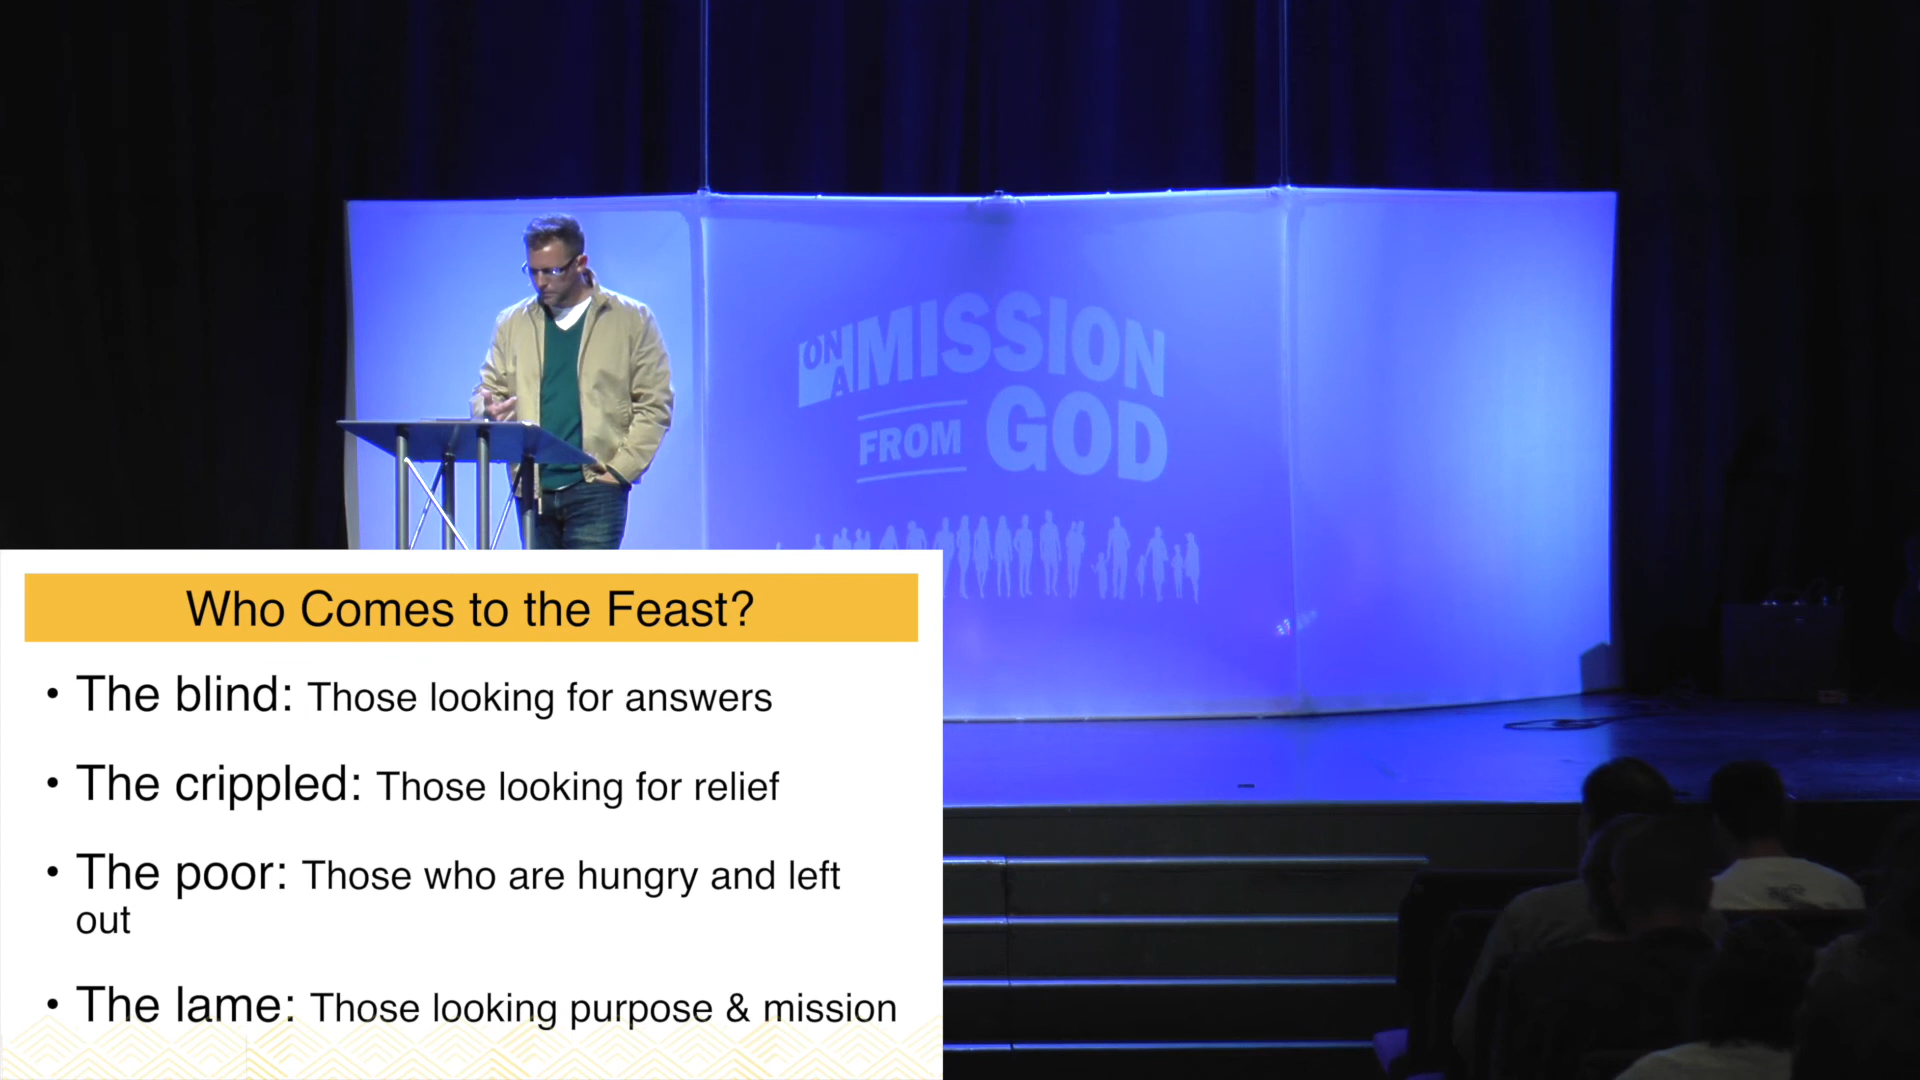 ON A MISSION
FROM GOD
Who Comes to the Feast?
• The blind: Those looking for answers
• The crippled: Those looking for relief
• The poor: Those who are hungry and left
out
• The lame: Those looking purpose & mission